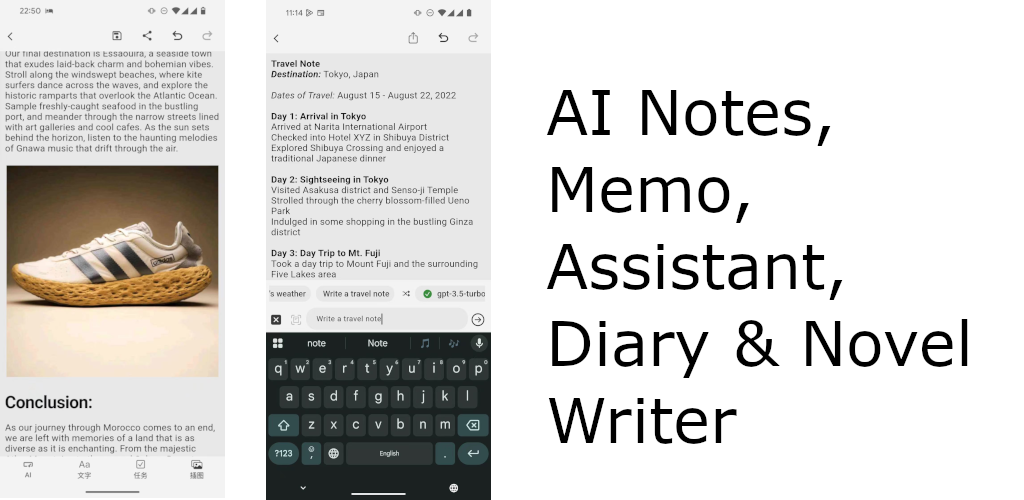 22:50
Our final destination is Essaouira, a seaside town
that exudes laid-back charm and bohemian vibes.
Stroll along the windswept beaches, where kite
surfers dance across the waves, and explore the
historic ramparts that overlook the Atlantic Ocean.
Sample freshly-caught seafood in the bustling
port, and meander through the narrow streets lined
with art galleries and cool cafes. As the sun sets
behind the horizon, listen to the haunting melodies
of Gnawa music that drift through the air.
Conclusion:
As our journey through Morocco comes to an end,
we are left with memories of a land that is as
diverse as it is enchanting. From the majestic
AI
Aa
文字
任务
插图
11:14
Travel Note
Destination: Tokyo, Japan
Dates of Travel: August 15 - August 22, 2022
Day 1: Arrival in Tokyo
Arrived at Narita International Airport
Checked into Hotel XYZ in Shibuya District
Explored Shibuya Crossing and enjoyed a
traditional Japanese dinner
Day 2: Sightseeing in Tokyo
Visited Asakusa district and Senso-ji Temple
Strolled through the cherry blossom-filled Ueno
Park
Indulged in some shopping in the bustling Ginza
district
Day 3: Day Trip to Mt. Fuji
Took a day trip to Mount Fuji and the surrounding
Five Lakes area
's weather Write a travel note gpt-3.5-turbo
Write a travel note
note Note
q1 w2 e3 r4 t5 y6 u7 i8 o9 p0
a s d f g h j k l
z x c v b n m
?123 , English .
AI Notes,
Memo,
Assistant,
Diary & Novel
Writer